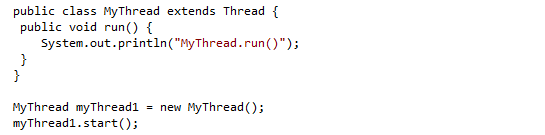 public class MyThread extends Thread {
 public void run() {
    System.out.println("MyThread.run()");
 }
}
MyThread myThread1 = new MyThread();
myThread1.start();